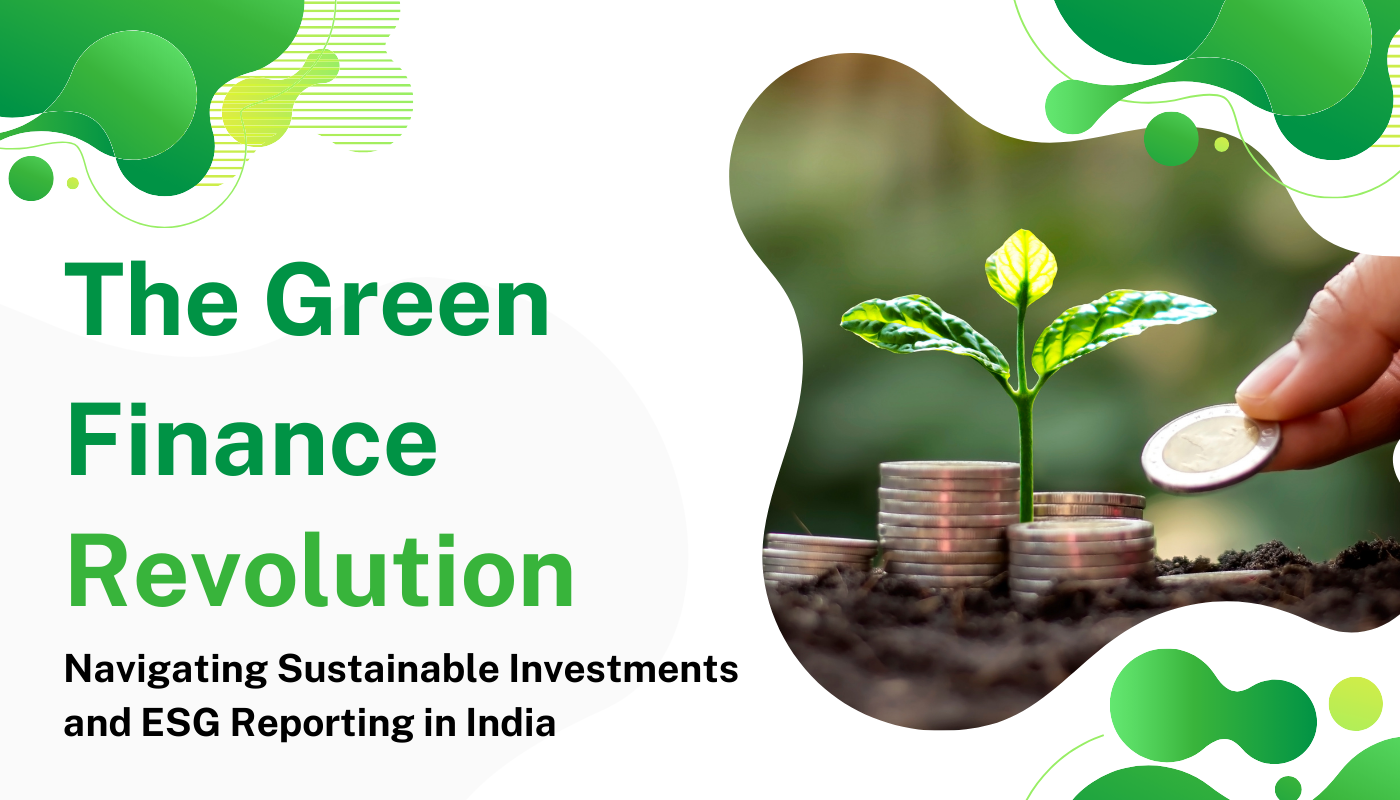 The Green
Finance
Revolution
Navigating Sustainable Investments
and ESG Reporting in India